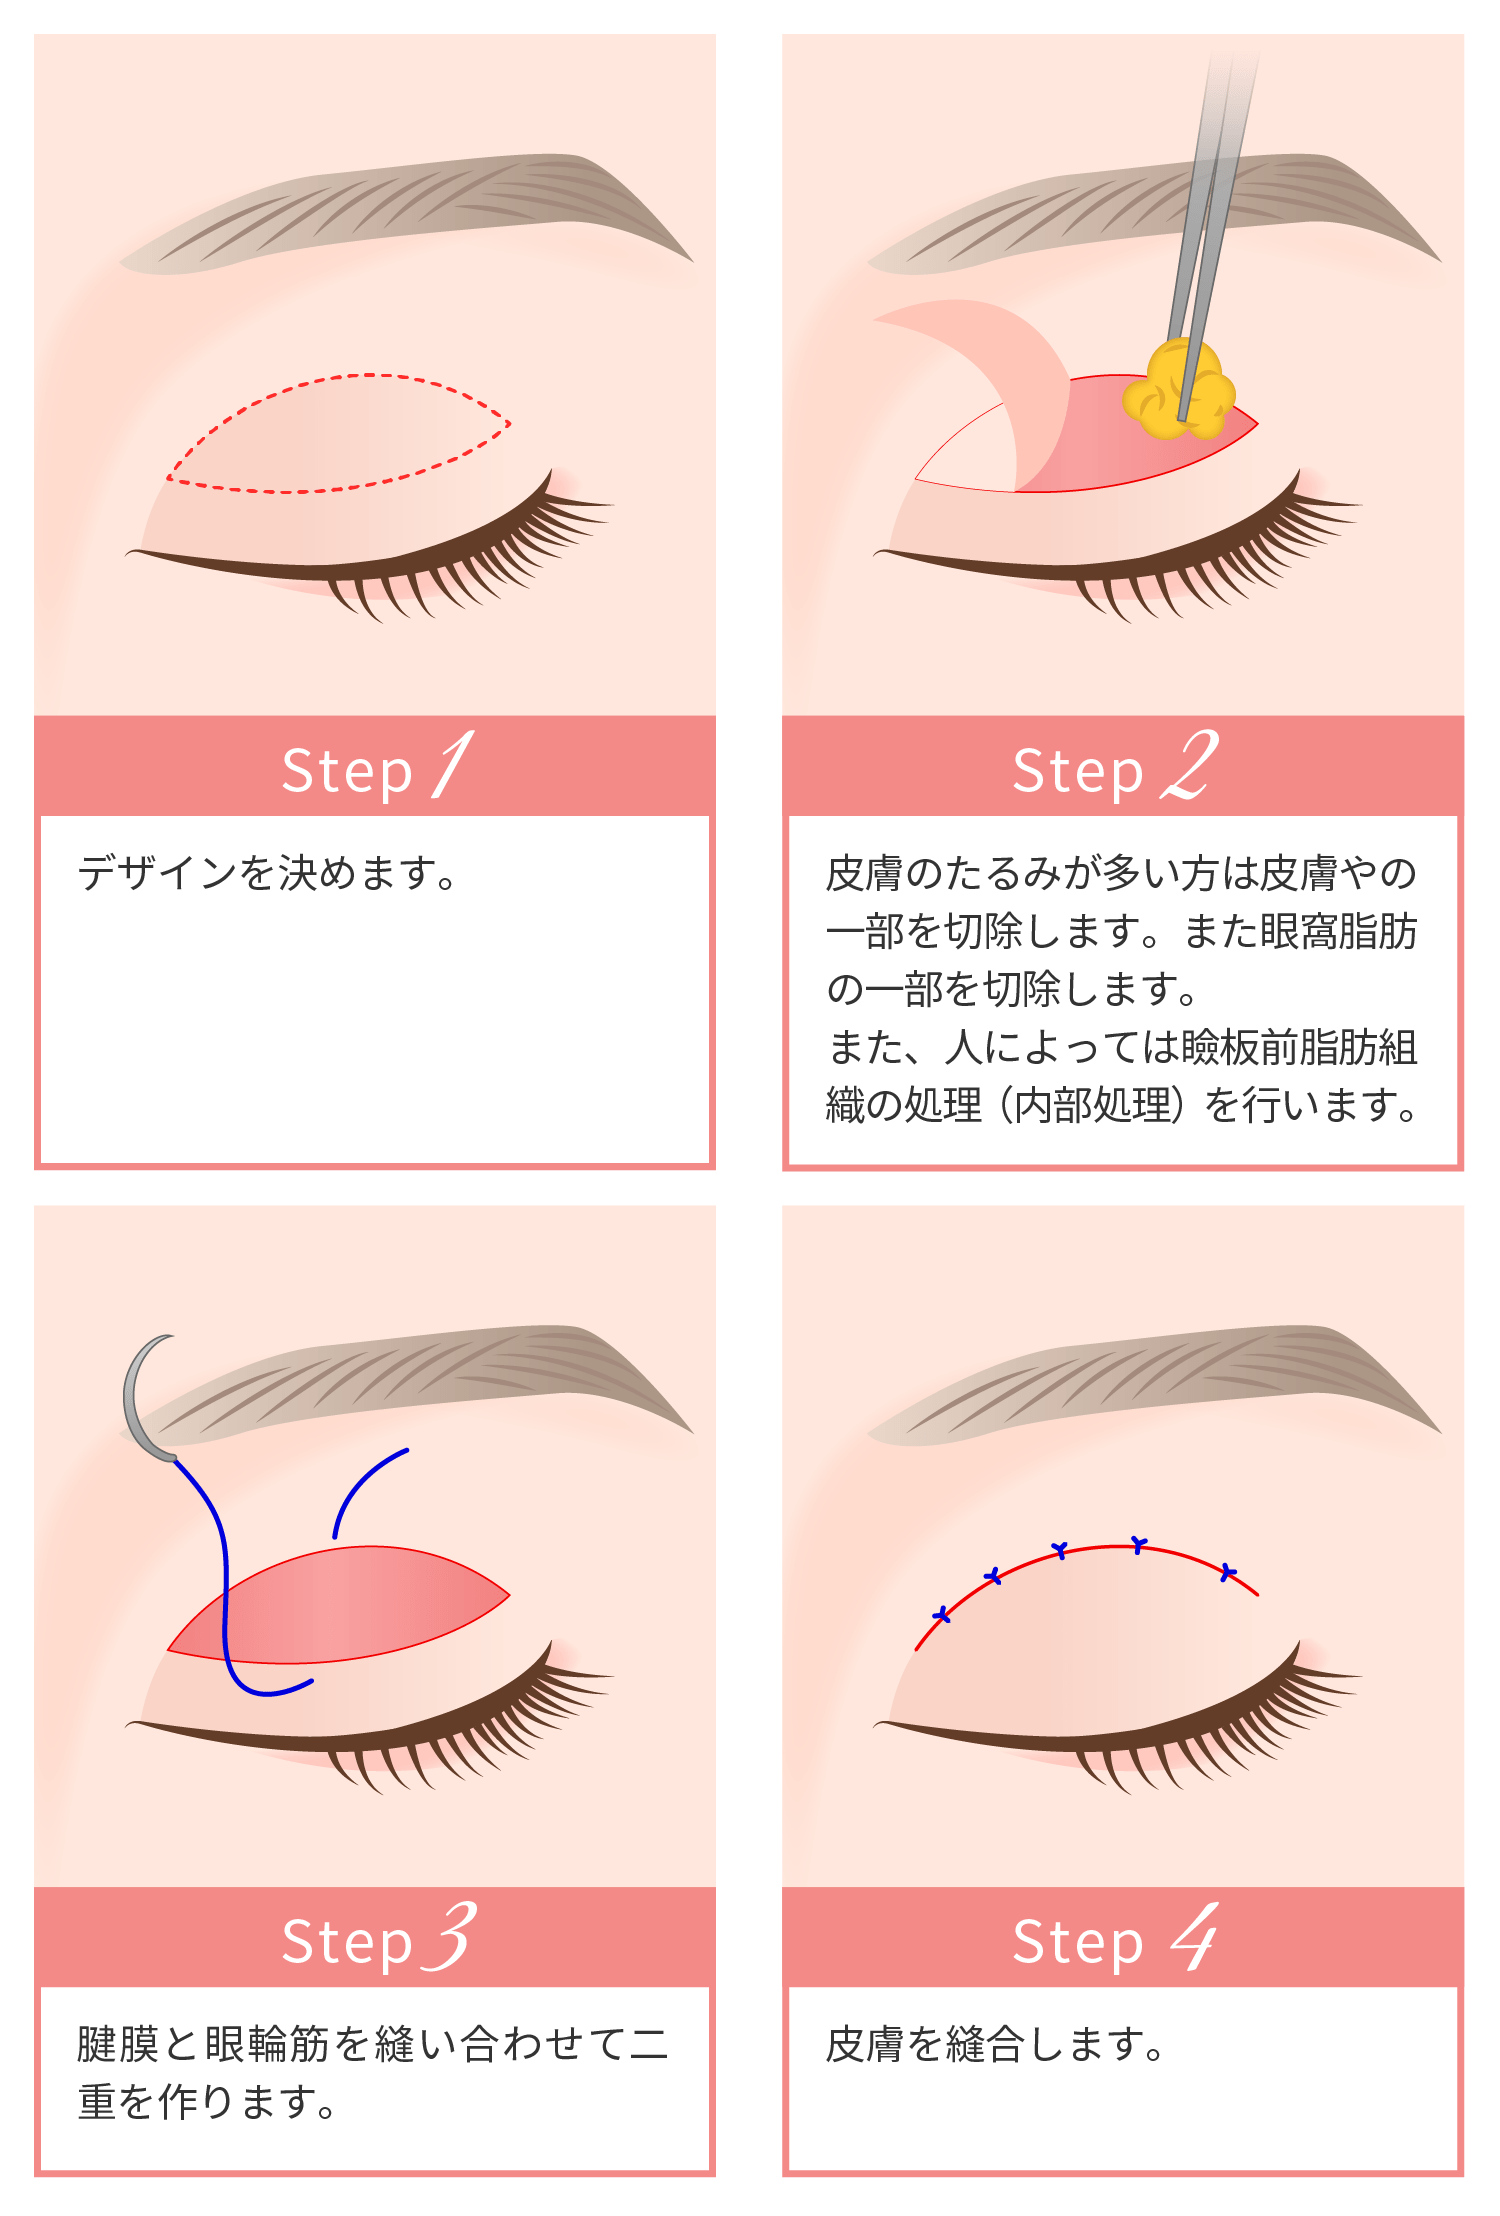 Step 1
デザインを決めます。
Step 2
皮膚のたるみが多い方は皮膚やの
一部を切除します。また眼窩脂肪
の一部を切除します。
また、人によっては瞼板前脂肪組
織の処理（内部処理）を行います。
Step 3
腱膜と眼輪筋を縫い合わせて二
重を作ります。
Step 4
皮膚を縫合します。